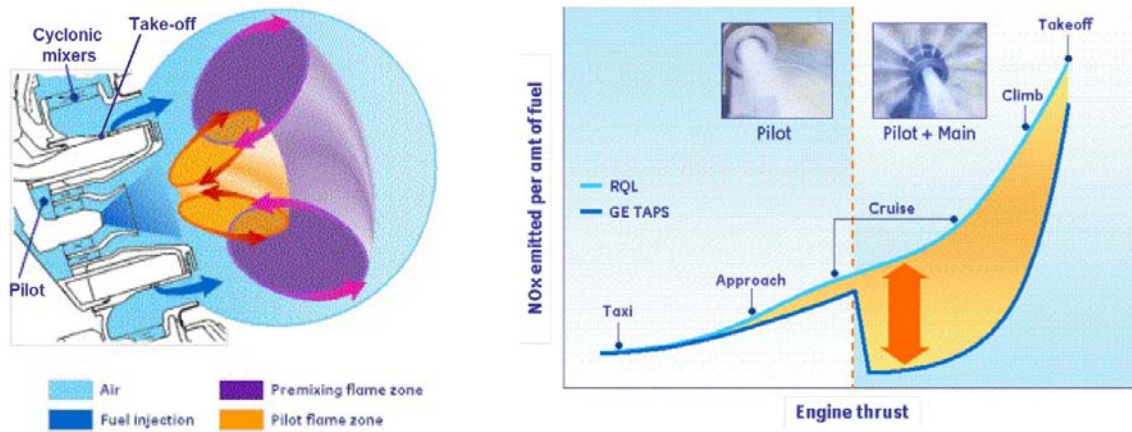 Take-off
Cyclonic
mixers
Pilot
Air
Fuel injection
Premixing flame zone
Pilot flame zone
NOx emitted per amt of fuel
Takeoff
Climb
Pilot
Pilot + Main
RQL
GE TAPS
Cruise
Approach
Taxi
Engine thrust